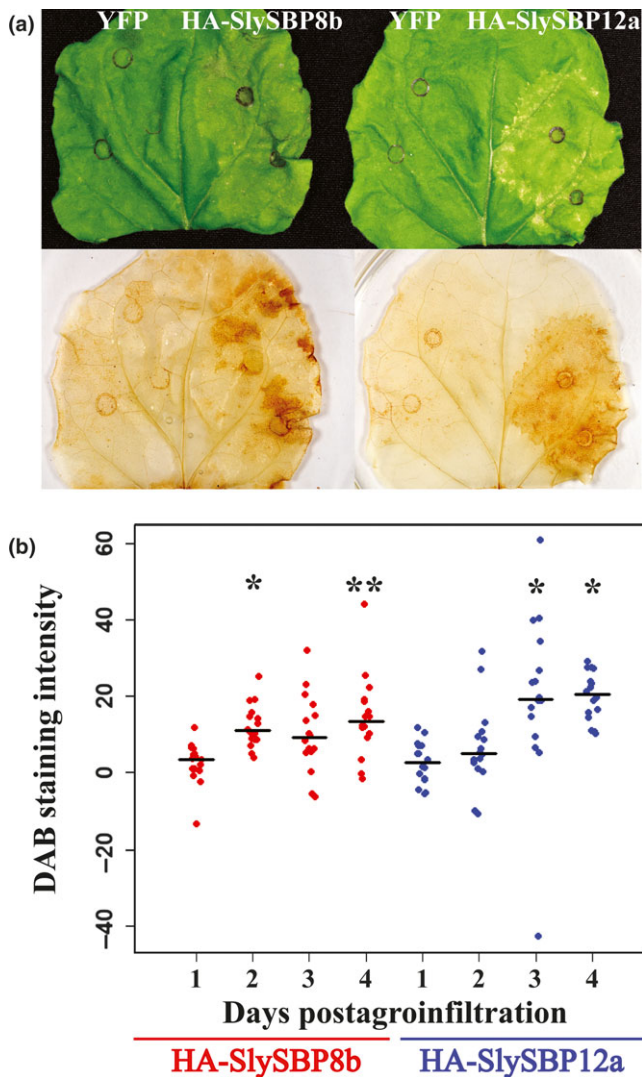 (a)
YFP HA-SlySBP8b YFP HA-SlySBP12a
(b)
DAB staining intensity
60
40
20
0
−20
−40
* ** * *
1 2 3 4 1 2 3 4
Days postagroinfiltration
HA-SlySBP8b HA-SlySBP12a